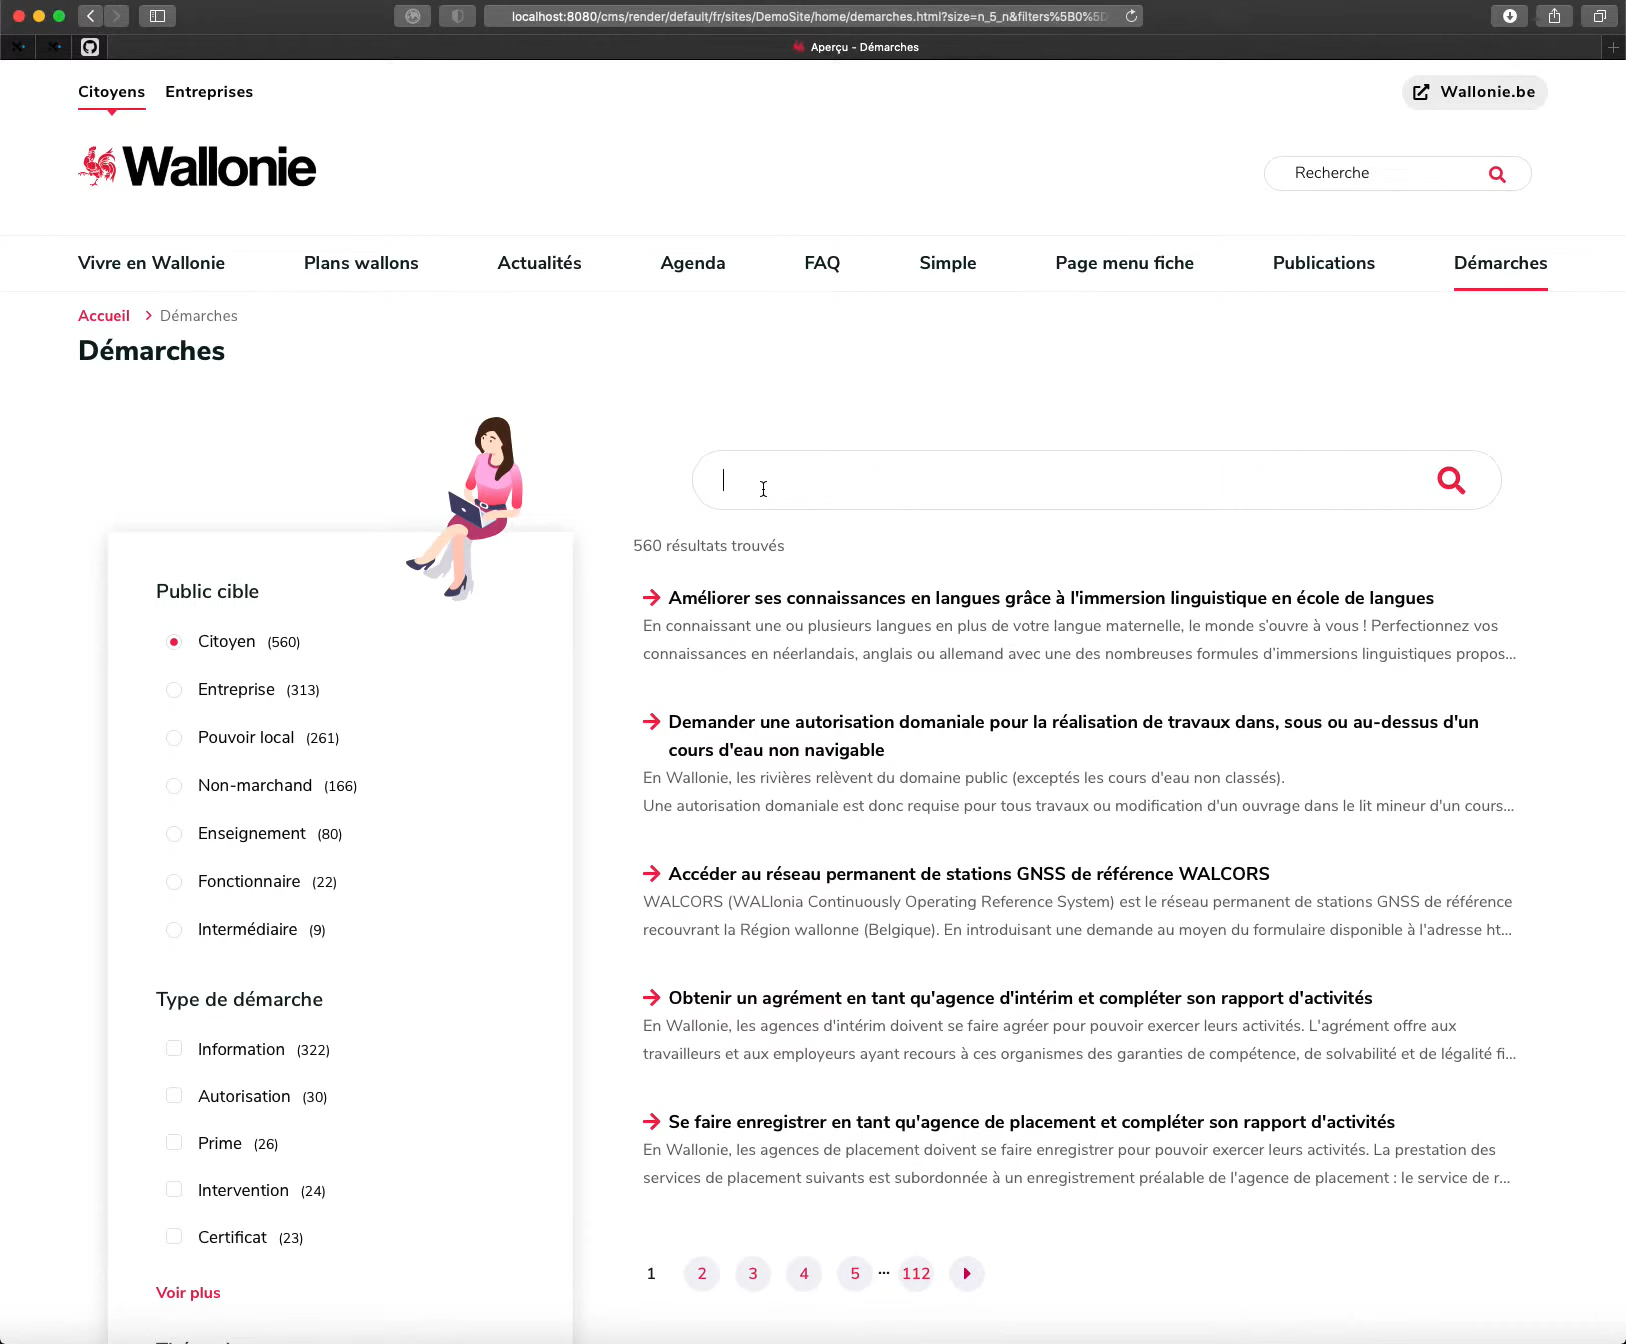 localhost:8080/cms/render/default/fr/sites/DemoSite/home/demarches.html?size=n_5_n&filters%5B0%5D
Aperçu - Démarches
Citoyens Entreprises
Wallonie.be
Wallonie
Recherche
Vivre en Wallonie Plans wallons Actualités Agenda FAQ Simple Page menu fiche Publications Démarches
Accueil Démarches
Démarches
560 résultats trouvés
Public cible
Citoyen (560)
Entreprise (313)
Pouvoir local (261)
Non-marchand (166)
Enseignement (80)
Fonctionnaire (22)
Intermédiaire (9)
Type de démarche
Information (322)
Autorisation (30)
Prime (26)
Intervention (24)
Certificat (23)
Voir plus
Améliorer ses connaissances en langues grâce à l'immersion linguistique en école de langues
En connaissant une ou plusieurs langues en plus de votre langue maternelle, le monde s'ouvre à vous ! Perfectionnez vos
connaissances en néerlandais, anglais ou allemand avec une des nombreuses formules d'immersions linguistiques propos...
Demander une autorisation domaniale pour la réalisation de travaux dans, sous ou au-dessus d'un
cours d'eau non navigable
En Wallonie, les rivières relèvent du domaine public (exceptés les cours d'eau non classés).
Une autorisation domaniale est donc requise pour tous travaux ou modification d'un ouvrage dans le lit mineur d'un cours...
Accéder au réseau permanent de stations GNSS de référence WALCORS
WALCORS (WALlonia Continuously Operating Reference System) est le réseau permanent de stations GNSS de référence
recouvrant la Région wallonne (Belgique). En introduisant une demande au moyen du formulaire disponible à l'adresse ht...
Obtenir un agrément en tant qu'agence d'intérim et compléter son rapport d'activités
En Wallonie, les agences d'intérim doivent se faire agréer pour pouvoir exercer leurs activités. L'agrément offre aux
travailleurs et aux employeurs ayant recours à ces organismes des garanties de compétence, de solvabilité et de légalité fi...
Se faire enregistrer en tant qu'agence de placement et compléter son rapport d'activités
En Wallonie, les agences de placement doivent se faire enregistrer pour pouvoir exercer leurs activités. La prestation des
services de placement suivants est subordonnée à un enregistrement préalable de l'agence de placement : le service de r...
1 2 3 4 5 ... 112